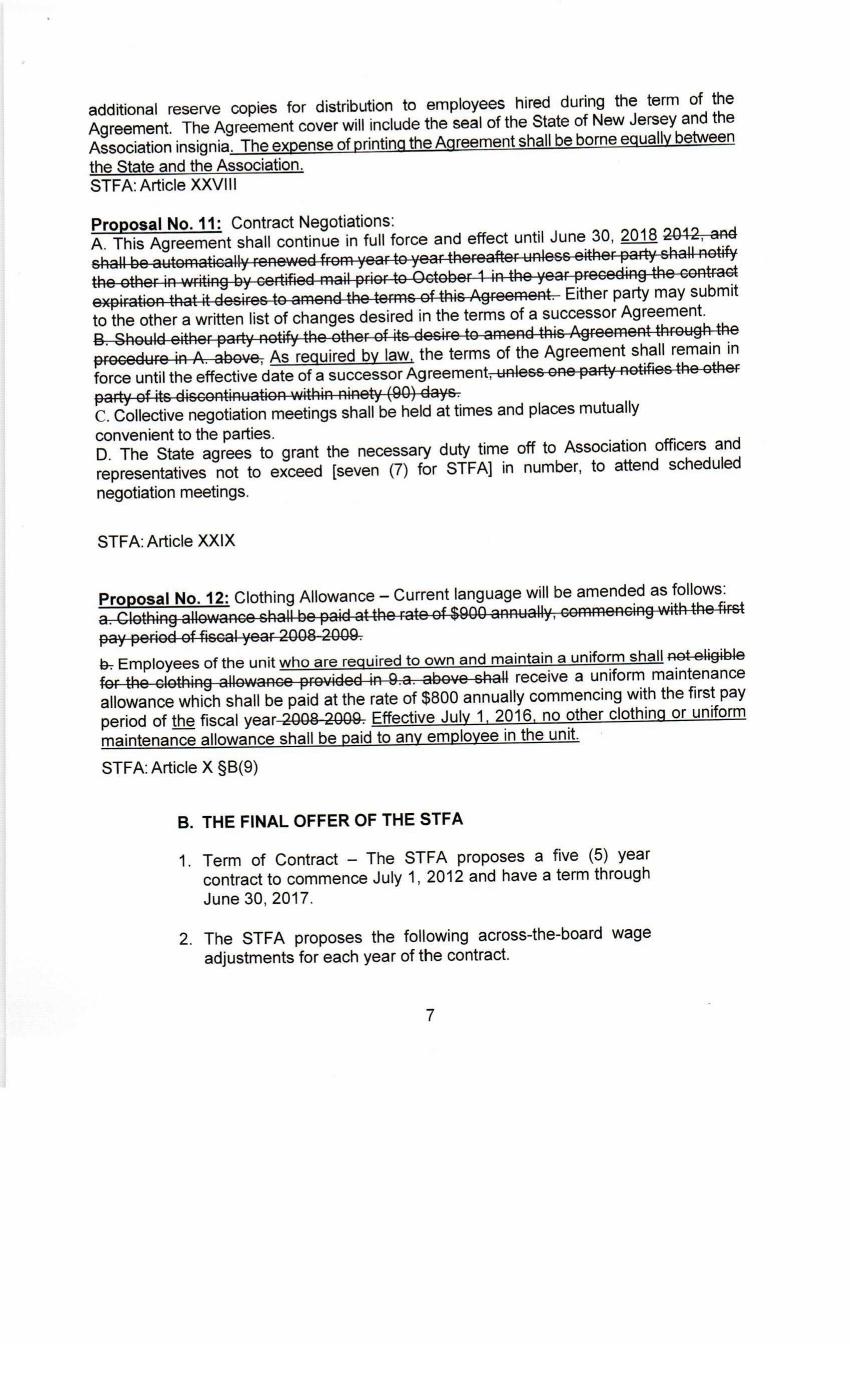 additional reserve copies for distribution to employees hired during the term of the
Agreement. The Agreement cover will include the seal of the State of New Jersey and the
Association insignia. The expense of printing the Agreement shall be borne equally between
the State and the Association.
STFA: Article XXVIII
Proposal No. 11: Contract Negotiations:
A. This Agreement shall continue in full force and effect until June 30, 2018 2012, and
shall be automatically renewed from year to year thereafter unless either party shall notify
the other in writing by certified mail prior to October 1 in the year preceding the contract
expiration that it desires to amend the terms of this Agreement. Either party may submit
to the other a written list of changes desired in the terms of a successor Agreement.
B. Should either party notify the other of its desire to amend this Agreement through the
procedure in A. above, As required by law, the terms of the Agreement shall remain in
force until the effective date of a successor Agreement, unless one party notifies the other
party of its discontinuation within ninety (90) days.
C. Collective negotiation meetings shall be held at times and places mutually
convenient to the parties.
D. The State agrees to grant the necessary duty time off to Association officers and
representatives not to exceed [seven (7) for STFA] in number, to attend scheduled
negotiation meetings.
STFA: Article XXIX
Proposal No. 12: Clothing Allowance – Current language will be amended as follows:
a. Clothing allowance shall be paid at the rate of $900 annually, commencing with the first
pay period of fiscal year 2008-2009.
b. Employees of the unit who are required to own and maintain a uniform shall not eligible
for the clothing allowance provided in 9.a. above shall receive a uniform maintenance
allowance which shall be paid at the rate of $800 annually commencing with the first pay
period of the fiscal year 2008-2009. Effective July 1, 2016, no other clothing or uniform
maintenance allowance shall be paid to any employee in the unit.
STFA: Article X §B(9)
B. THE FINAL OFFER OF THE STFA
1. Term of Contract – The STFA proposes a five (5) year
contract to commence July 1, 2012 and have a term through
June 30, 2017.
2. The STFA proposes the following across-the-board wage
adjustments for each year of the contract.
7